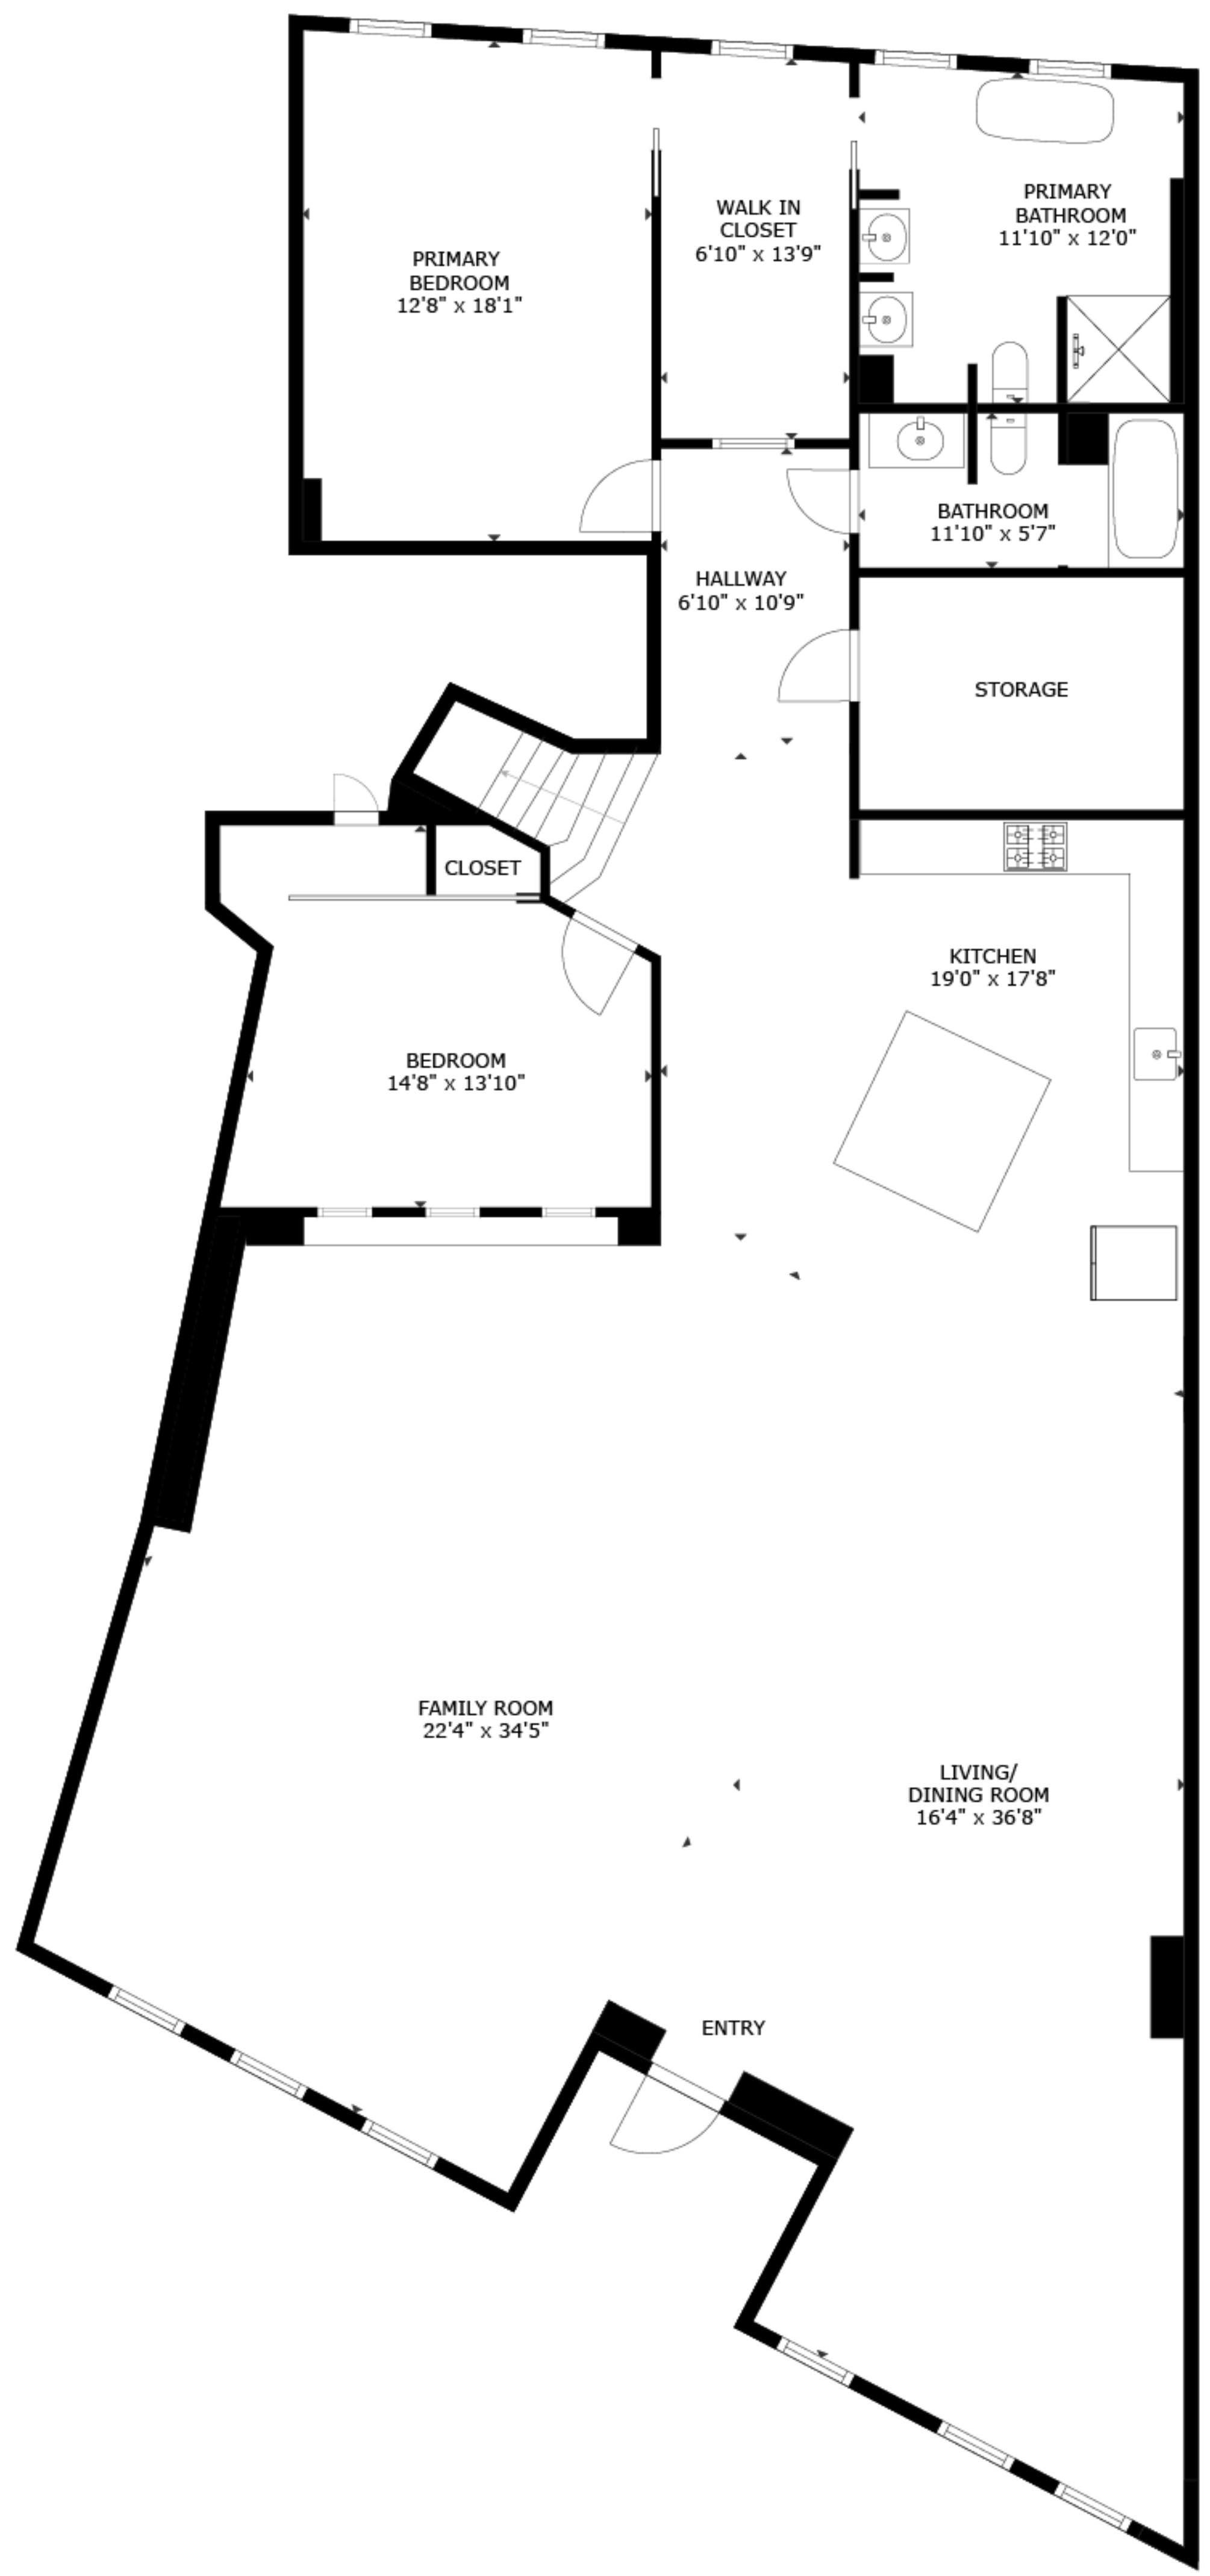 PRIMARY
BATHROOM
11'10" x 12'0"
WALK IN
CLOSET
6'10" x 13'9"
PRIMARY
BEDROOM
12'8" x 18'1"
BATHROOM
11'10" x 5'7"
HALLWAY
6'10" x 10'9"
STORAGE
CLOSET
KITCHEN
19'0" x 17'8"
BEDROOM
14'8" x 13'10"
FAMILY ROOM
22'4" x 34'5"
LIVING/
DINING ROOM
16'4" x 36'8"
ENTRY